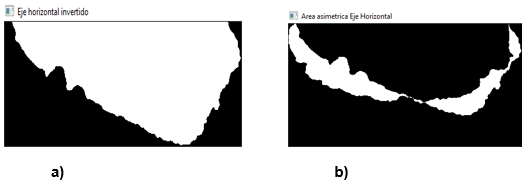 Eje horizontal invertido
Area asimetrica Eje Horizontal
a)
b)